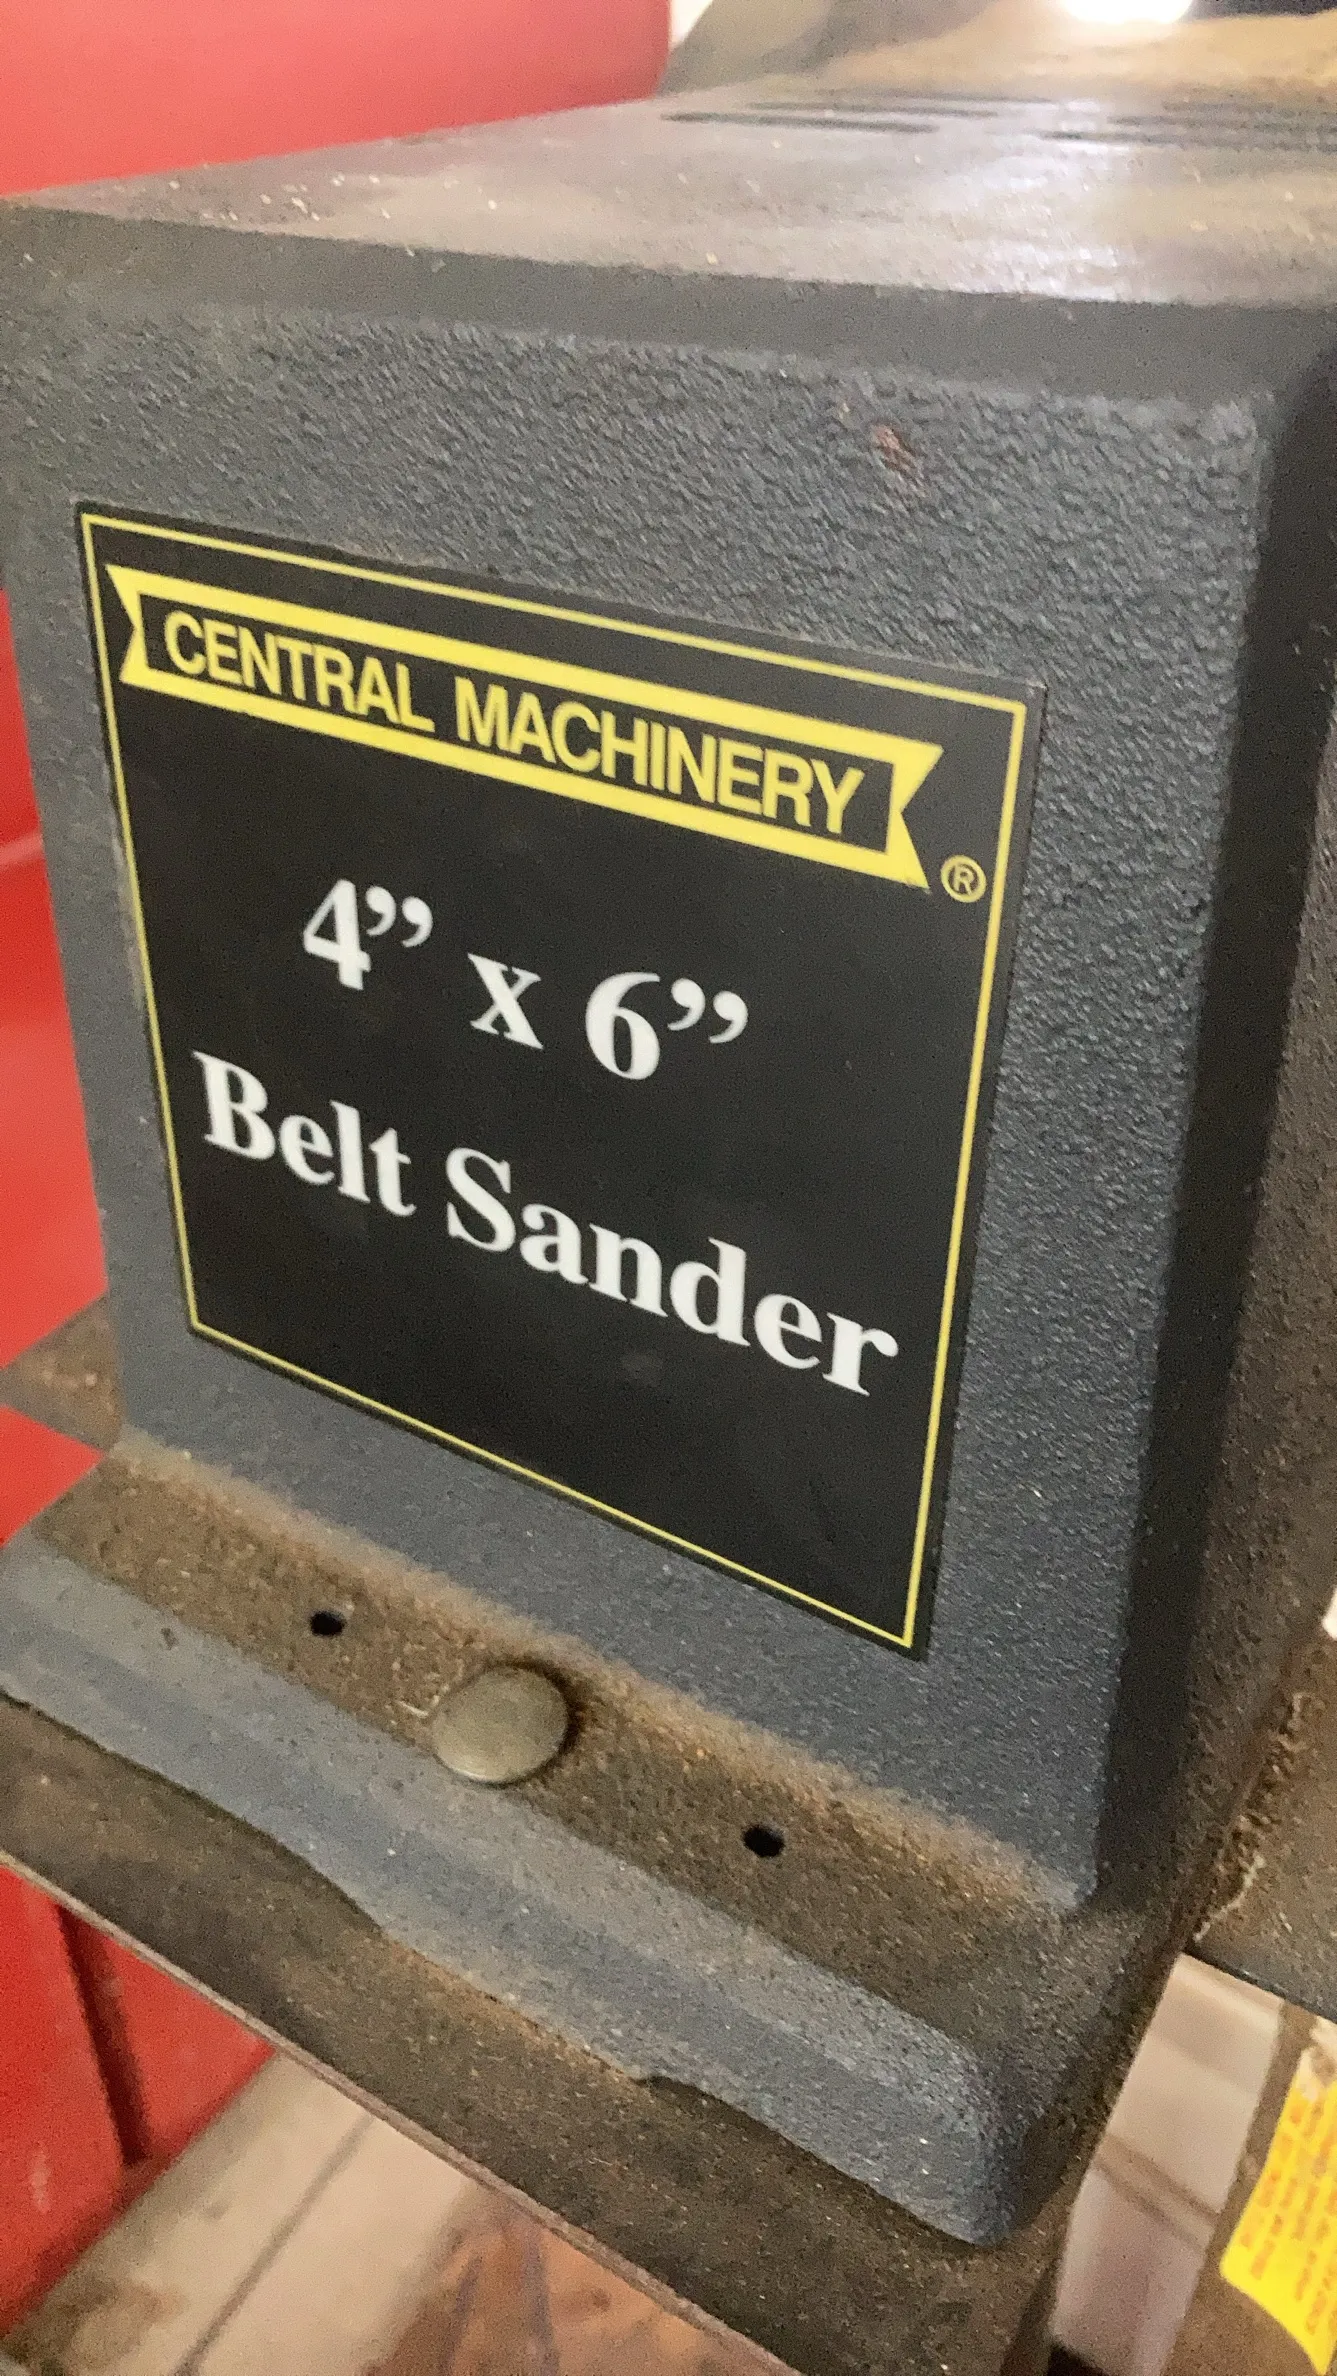 CENTRAL MACHINERY
®
4” x 6”
Belt Sander